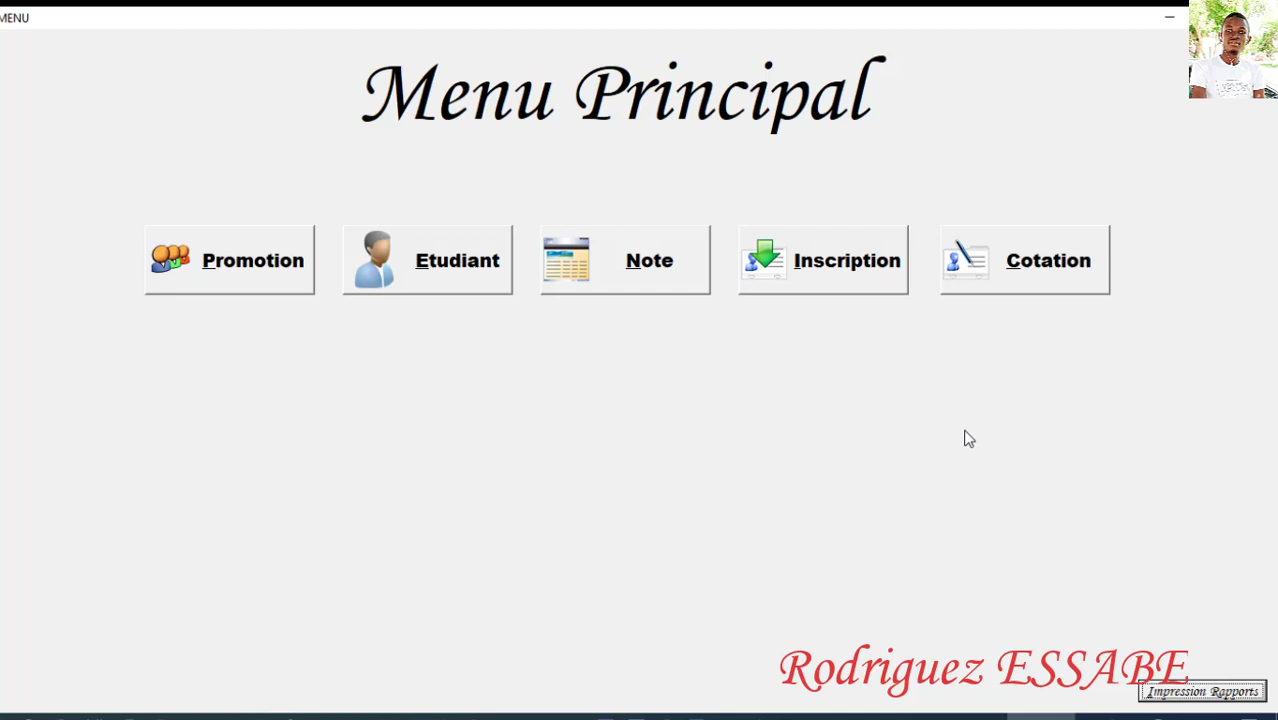 MENU
Menu Principal
Promotion
Etudiant
Note
Inscription
Cotation
Rodriguez ESSABE
Impression Rapports